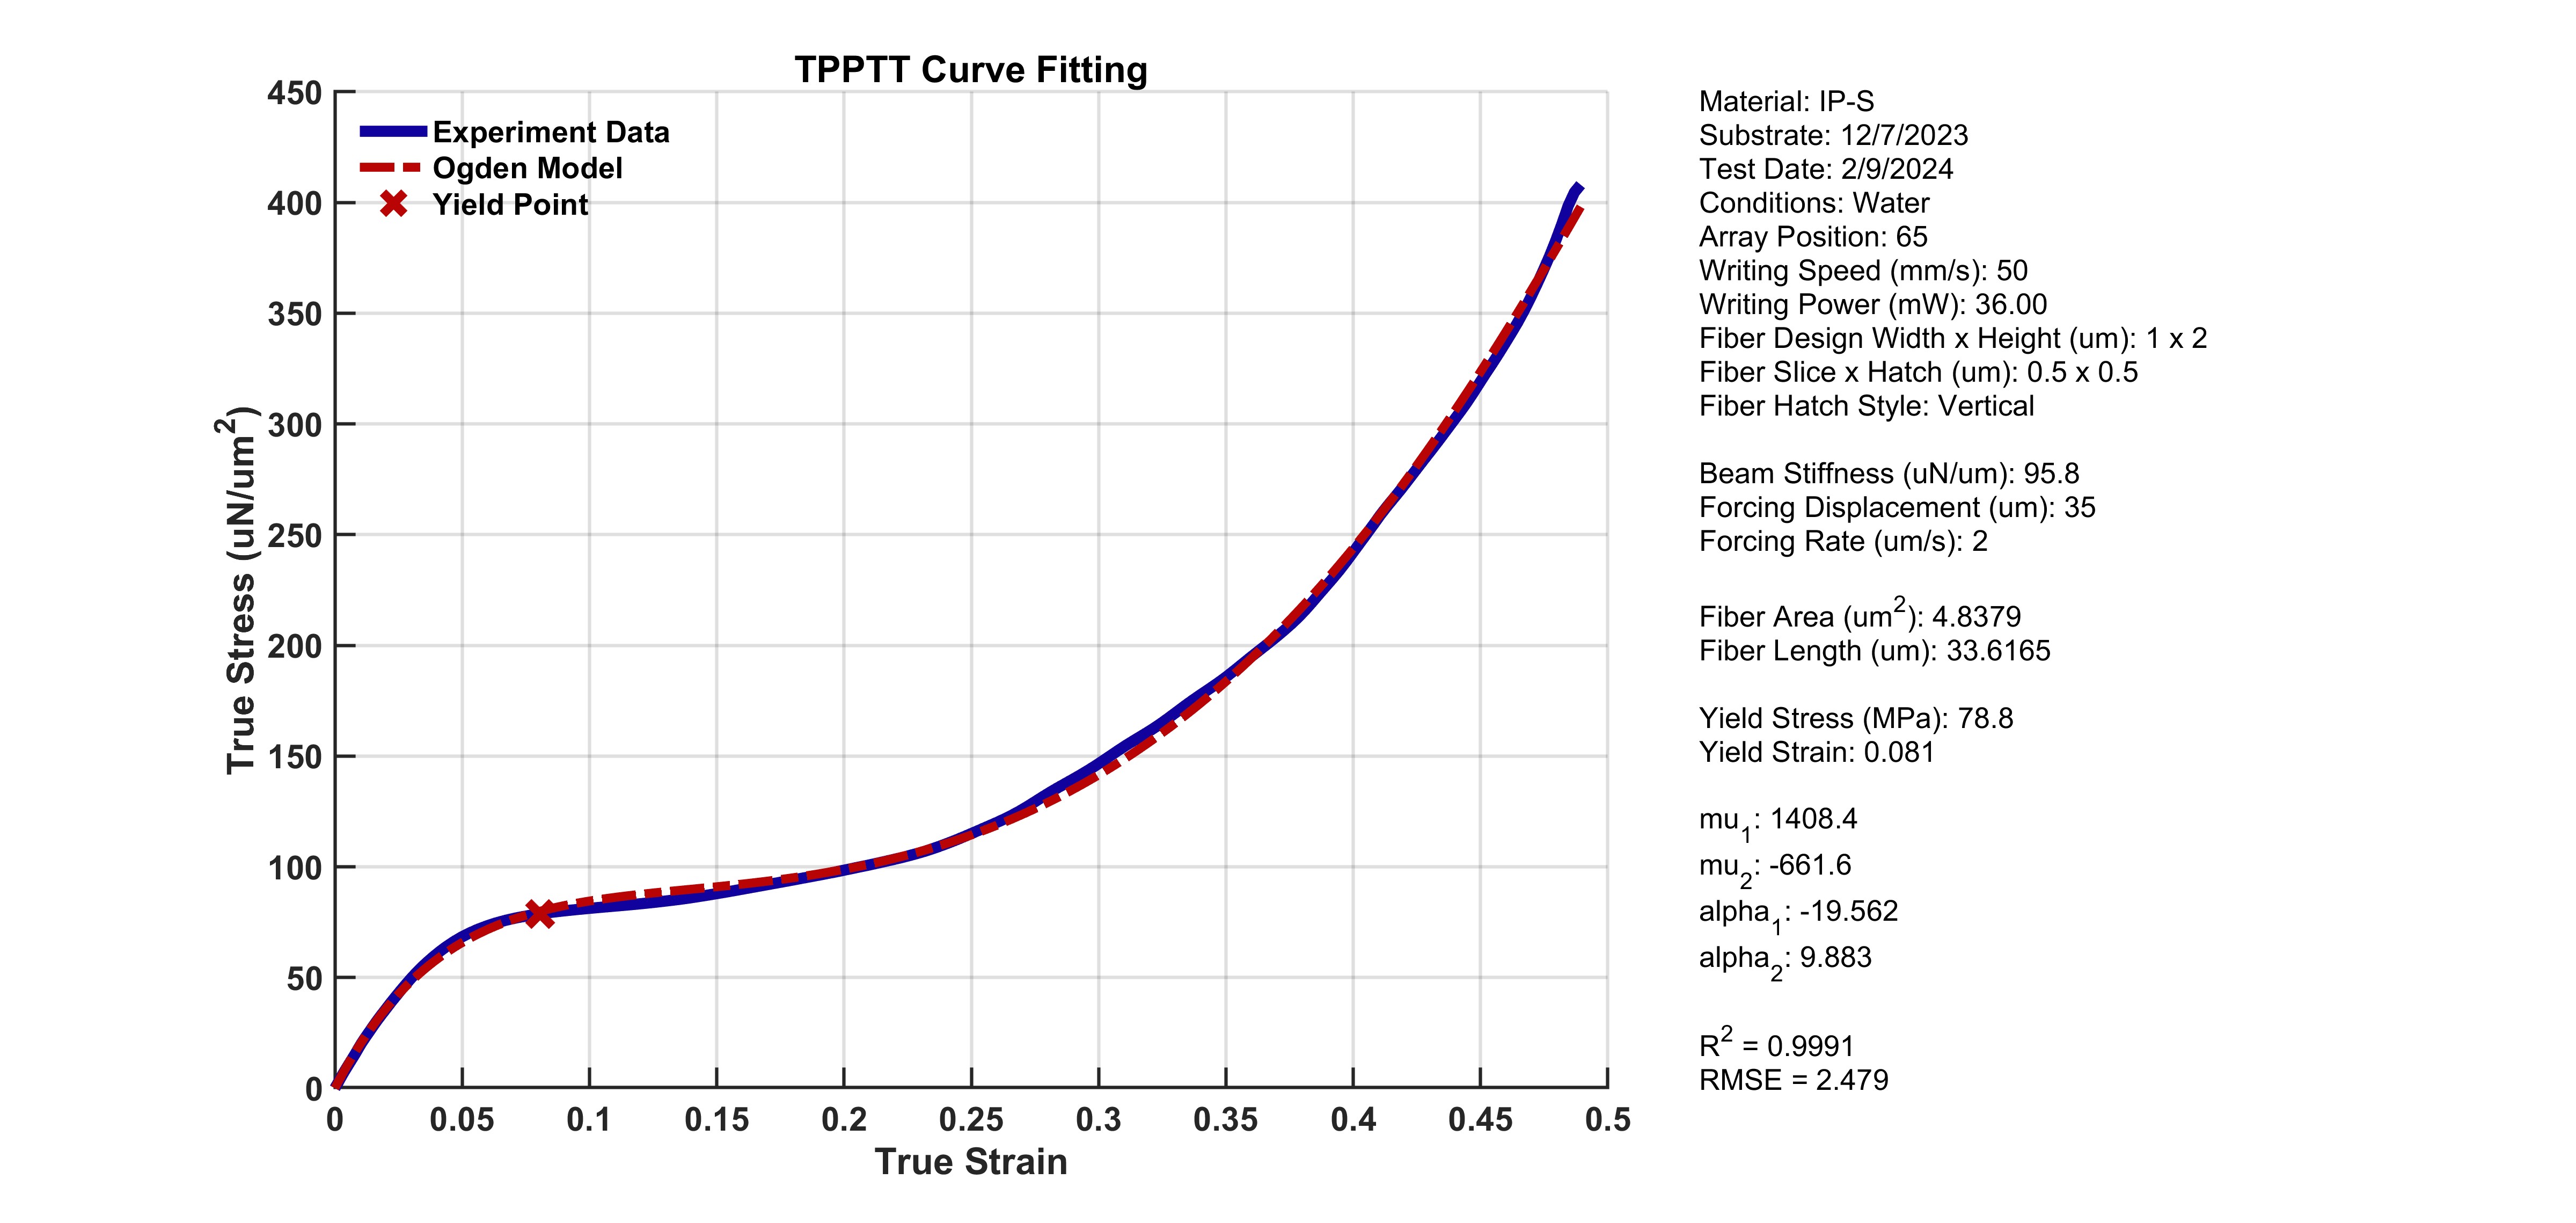 TPPTT Curve Fitting
450
400
350
300
250
200
150
100
50
0
True Stress (uN/um²)
Experiment Data
Ogden Model
Yield Point
0 0.05 0.1 0.15 0.2 0.25 0.3 0.35 0.4 0.45 0.5
True Strain
Material: IP-S
Substrate: 12/7/2023
Test Date: 2/9/2024
Conditions: Water
Array Position: 65
Writing Speed (mm/s): 50
Writing Power (mW): 36.00
Fiber Design Width x Height (um): 1 x 2
Fiber Slice x Hatch (um): 0.5 x 0.5
Fiber Hatch Style: Vertical
Beam Stiffness (uN/um): 95.8
Forcing Displacement (um): 35
Forcing Rate (um/s): 2
Fiber Area (um²): 4.8379
Fiber Length (um): 33.6165
Yield Stress (MPa): 78.8
Yield Strain: 0.081
mu₁: 1408.4
mu₂: -661.6
alpha₁: -19.562
alpha₂: 9.883
R² = 0.9991
RMSE = 2.479